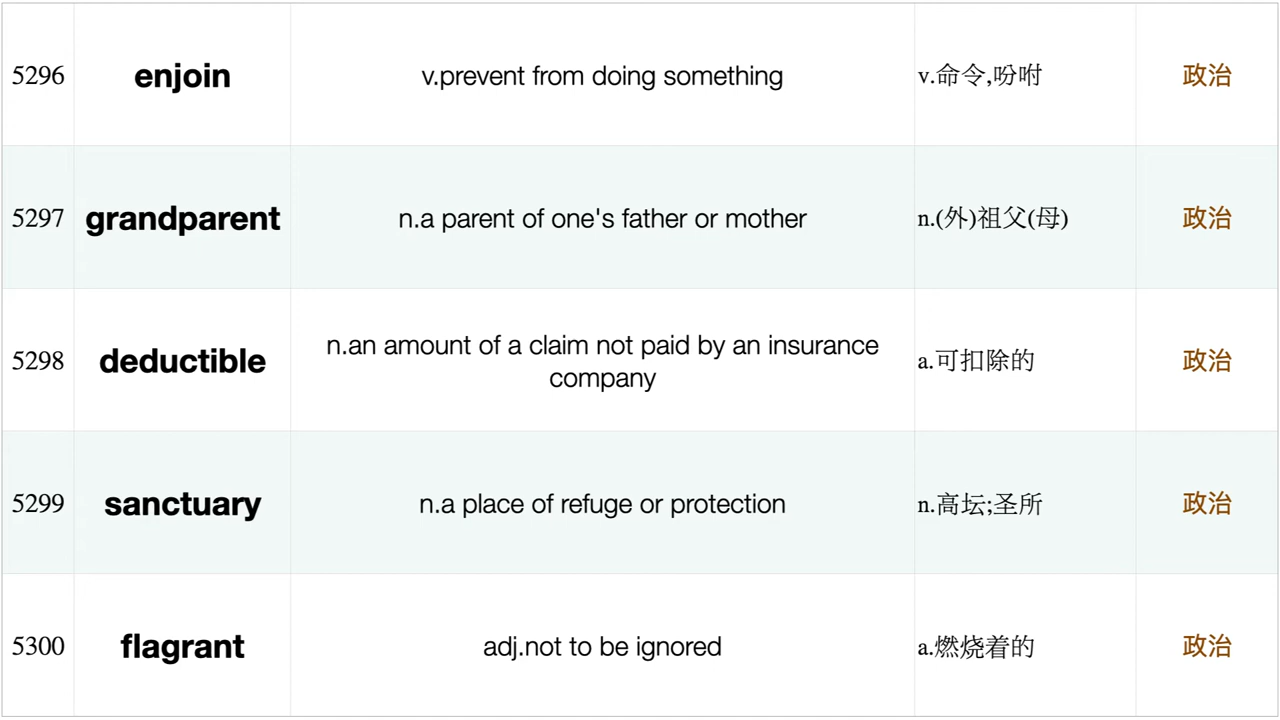 5296 enjoin v.prevent from doing something v.命令,吩咐 政治
5297 grandparent n.a parent of one's father or mother n.(外)祖父(母) 政治
5298 deductible n.an amount of a claim not paid by an insurance company a.可扣除的 政治
5299 sanctuary n.a place of refuge or protection n.高坛;圣所 政治
5300 flagrant adj.not to be ignored a.燃烧着的 政治